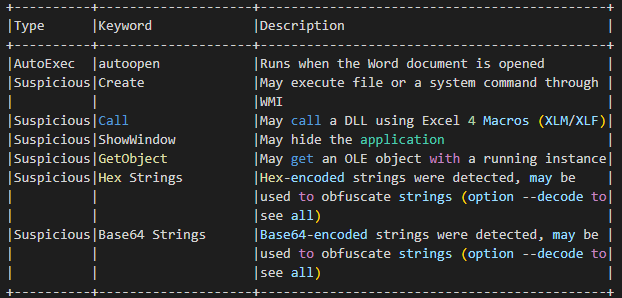 +----------+--------------------+---------------------------------------------+
|Type      |Keyword             |Description                                  |
+----------+--------------------+---------------------------------------------+
|AutoExec  |autoopen            |Runs when the Word document is opened        |
|Suspicious|Create              |May execute file or a system command through |
|          |                    |WMI                                          |
|Suspicious|Call                |May call a DLL using Excel 4 Macros (XLM/XLF)|
|Suspicious|ShowWindow          |May hide the application                     |
|Suspicious|GetObject           |May get an OLE object with a running instance|
|Suspicious|Hex Strings         |Hex-encoded strings were detected, may be    |
|          |                    |used to obfuscate strings (option --decode to|
|          |                    |see all)                                     |
|Suspicious|Base64 Strings      |Base64-encoded strings were detected, may be |
|          |                    |used to obfuscate strings (option --decode to|
|          |                    |see all)                                     |
+----------+--------------------+---------------------------------------------+